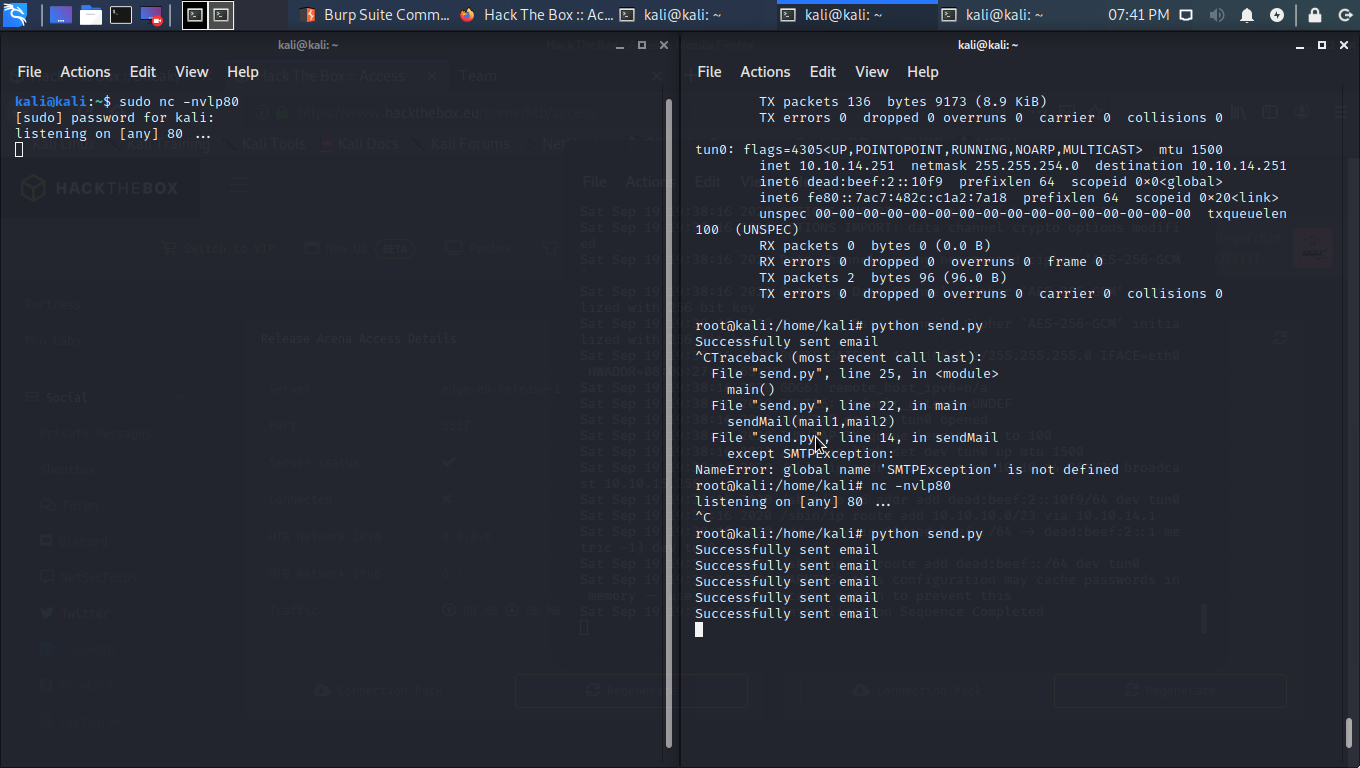 Burp Suite Comm...
Hack The Box :: Ac...
kali@kali: ~
kali@kali: ~
kali@kali: ~
07:41 PM
kali@kali: ~
File Actions Edit View Help
kali@kali:~$ sudo nc -nvlp80
[sudo] password for kali:
listening on [any] 80 ...
HACKTHEBOX
kali@kali: ~
File Actions Edit View Help
TX packets 136  bytes 9173 (8.9 KiB)
TX errors 0  dropped 0 overruns 0  carrier 0  collisions 0
tun0: flags=4305<UP,POINTOPOINT,RUNNING,NOARP,MULTICAST>  mtu 1500
inet 10.10.14.251  netmask 255.255.254.0  destination 10.10.14.251
inet6 dead:beef:2::10f9  prefixlen 64  scopeid 0×0<global>
inet6 fe80::7ac7:482c:c1a2:7a18  prefixlen 64  scopeid 0×20<link>
unspec 00-00-00-00-00-00-00-00-00-00-00-00-00-00-00-00  txqueuelen
100  (UNSPEC)
RX packets 0  bytes 0 (0.0 B)
RX errors 0  dropped 0  overruns 0  frame 0
TX packets 2  bytes 96 (96.0 B)
TX errors 0  dropped 0 overruns 0  carrier 0  collisions 0
root@kali:/home/kali# python send.py
Successfully sent email
^CTraceback (most recent call last):
File "send.py", line 25, in <module>
main()
File "send.py", line 22, in main
sendMail(mail1,mail2)
File "send.py", line 14, in sendMail
except SMTPException:
NameError: global name 'SMTPException' is not defined
root@kali:/home/kali# nc -nvlp80
listening on [any] 80 ...
^C
root@kali:/home/kali# python send.py
Successfully sent email
Successfully sent email
Successfully sent email
Successfully sent email
Successfully sent email